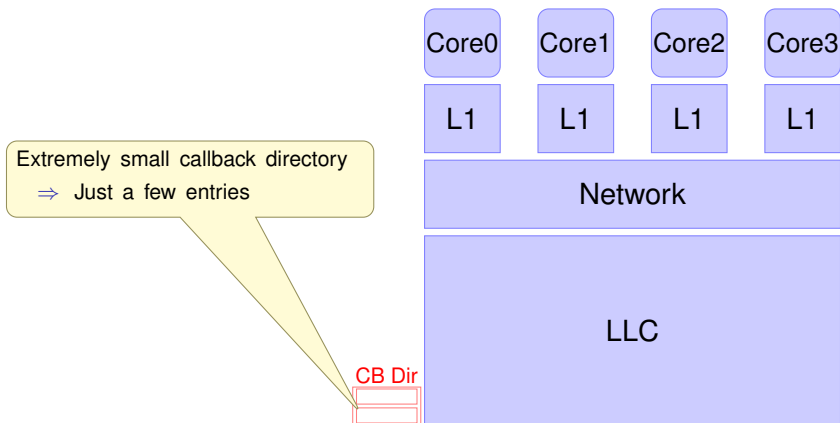 Core0 Core1 Core2 Core3
L1 L1 L1 L1
Extremely small callback directory
⇒ Just a few entries
Network
LLC
CB Dir